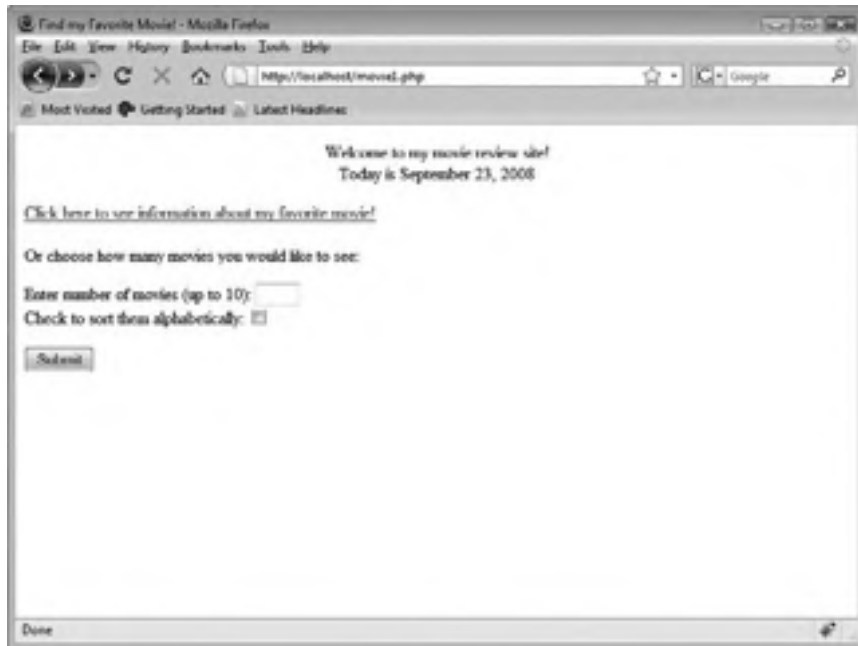 Find my Favorite Movie! - Mozilla Firefox
File Edit View History Bookmarks Tools Help
http://localhost/movie1.php
Google
Most Visited Getting Started Latest Headlines
Welcome to my movie review site!
Today is September 23, 2008
Click here to see information about my favorite movie!
Or choose how many movies you would like to see:
Enter number of movies (up to 10):
Check to sort them alphabetically:
Submit
Done